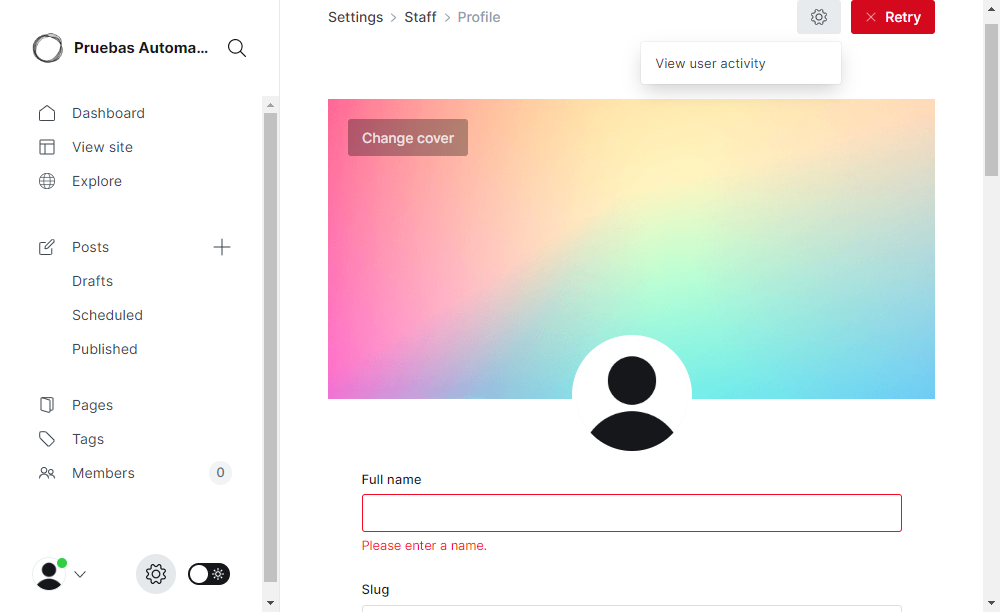 Pruebas Automa...
Dashboard
View site
Explore
Posts
Drafts
Scheduled
Published
Pages
Tags
Members
0
Settings > Staff > Profile
Retry
View user activity
Change cover
Full name
Please enter a name.
Slug